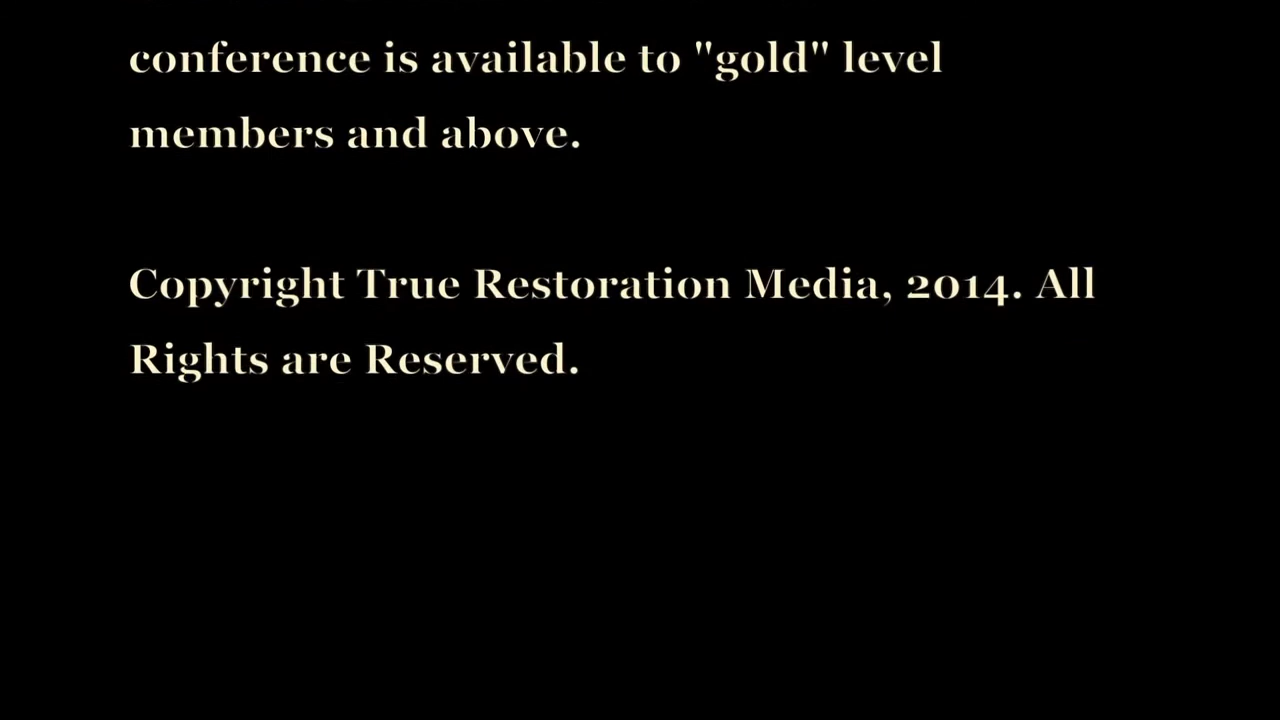 conference is available to "gold" level
members and above.
Copyright True Restoration Media, 2014. All
Rights are Reserved.